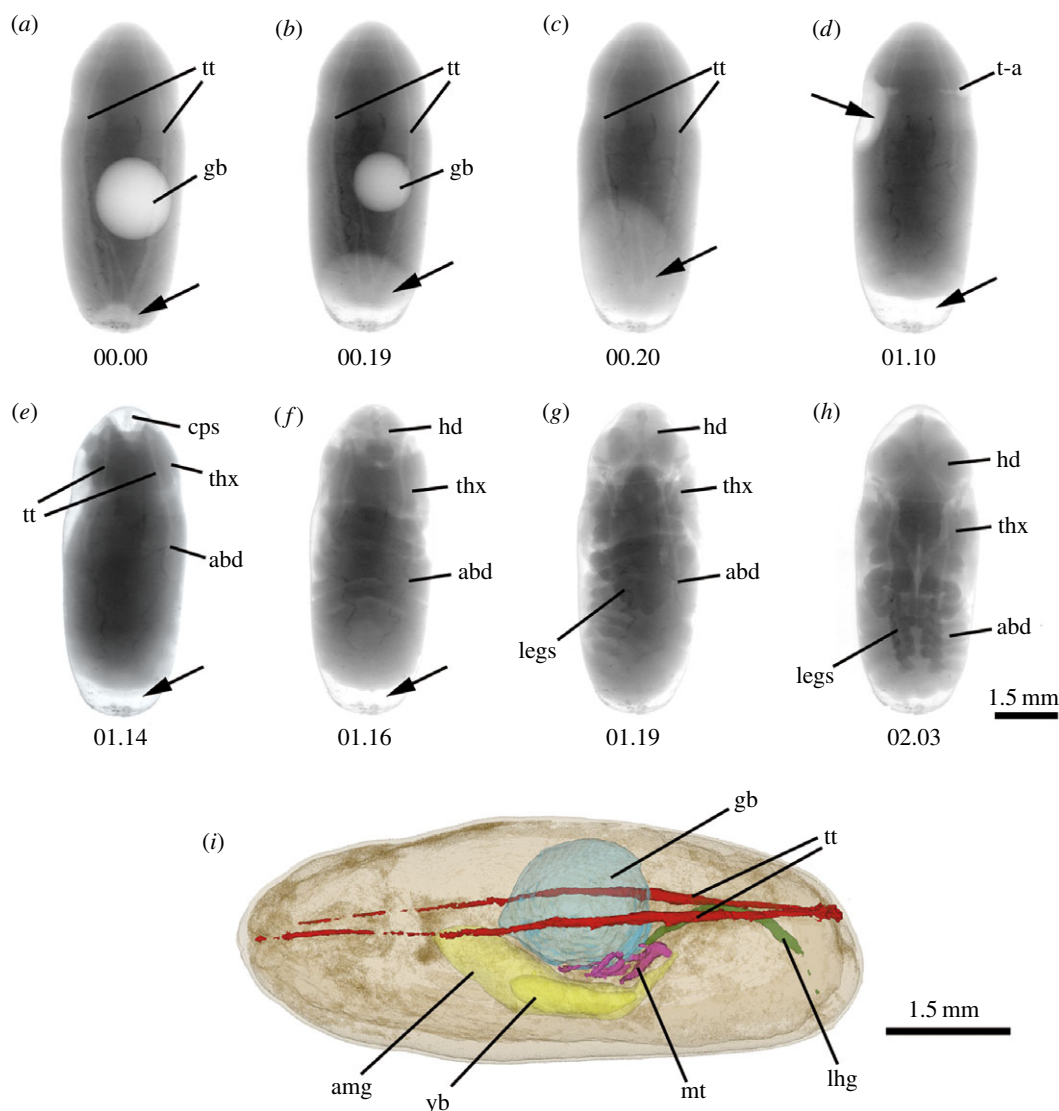 (a) (b) (c) (d)
tt tt tt t-a
gb gb
00.00 00.19 00.20 01.10
(e) (f) (g) (h)
cps hd hd hd
tt thx thx thx thx
abd abd abd abd
legs legs
1.5 mm
01.14 01.16 01.19 02.03
(i) gb
tt
1.5 mm
amg yb mt lhg